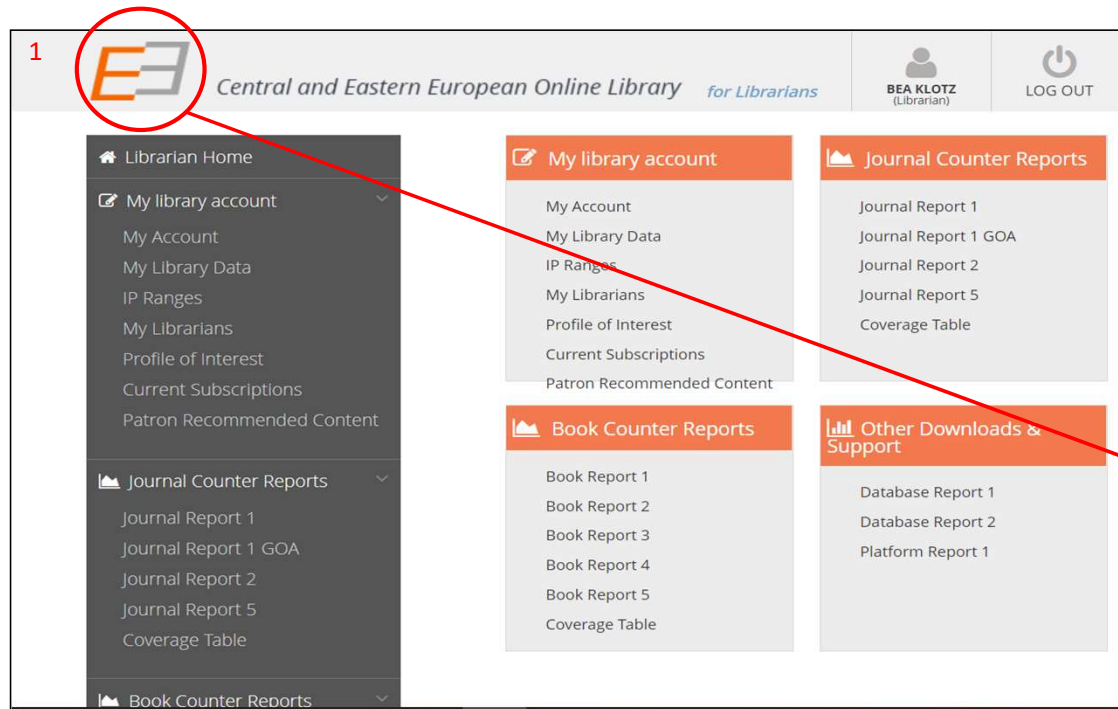 1
Central and Eastern European Online Library for Librarians
BEA KLOTZ
(Librarian)
LOG OUT
Librarian Home
My library account
My Account
My Library Data
IP Ranges
My Librarians
Profile of Interest
Current Subscriptions
Patron Recommended Content
Journal Counter Reports
Journal Report 1
Journal Report 1 GOA
Journal Report 2
Journal Report 5
Coverage Table
Book Counter Reports
My library account
My Account
My Library Data
IP Ranges
My Librarians
Profile of Interest
Current Subscriptions
Patron Recommended Content
Journal Counter Reports
Journal Report 1
Journal Report 1 GOA
Journal Report 2
Journal Report 5
Coverage Table
Book Counter Reports
Book Report 1
Book Report 2
Book Report 3
Book Report 4
Book Report 5
Coverage Table
Other Downloads &
Support
Database Report 1
Database Report 2
Platform Report 1